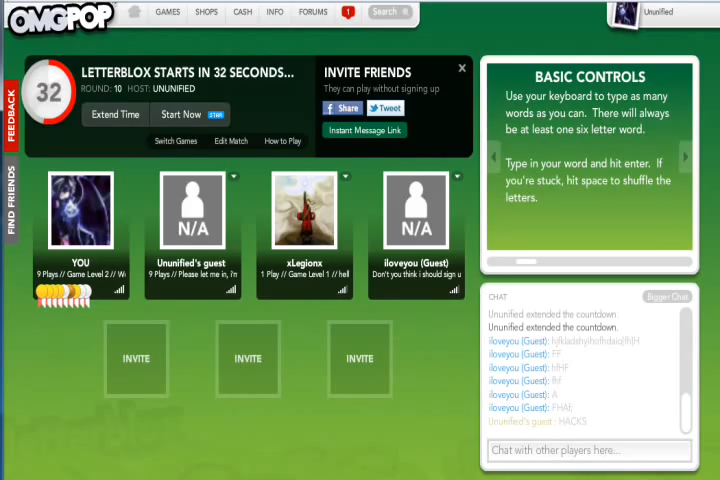 OMGPOP
GAMES SHOPS CASH INFO FORUMS 1 Search
Ununified
FEEDBACK
FIND FRIENDS
32
LETTERBLOX STARTS IN 32 SECONDS...
ROUND: 10 HOST: UNUNIFIED
Extend Time Start Now STAR
Switch Games Edit Match How to Play
INVITE FRIENDS
They can play without signing up
f Share Tweet
Instant Message Link
BASIC CONTROLS
Use your keyboard to type as many
words as you can. There will always
be at least one six letter word.
Type in your word and hit enter. If
you're stuck, hit space to shuffle the
letters.
N/A N/A
YOU
9 Plays // Game Level 2 //
Ununified's guest
9 Plays // Please let me in, i'm
xLegionx
1 Play // Game Level 1 // hell
iloveyou (Guest)
Don't you think i should sign u
INVITE INVITE INVITE
CHAT Bigger Chat
Ununified extended the countdown.
Ununified extended the countdown.
iloveyou (Guest):
iloveyou (Guest): FF
iloveyou (Guest): hfHF
iloveyou (Guest): fhf
iloveyou (Guest): A
iloveyou (Guest): FHAf;
Ununified's guest : HACKS
Chat with other players here...